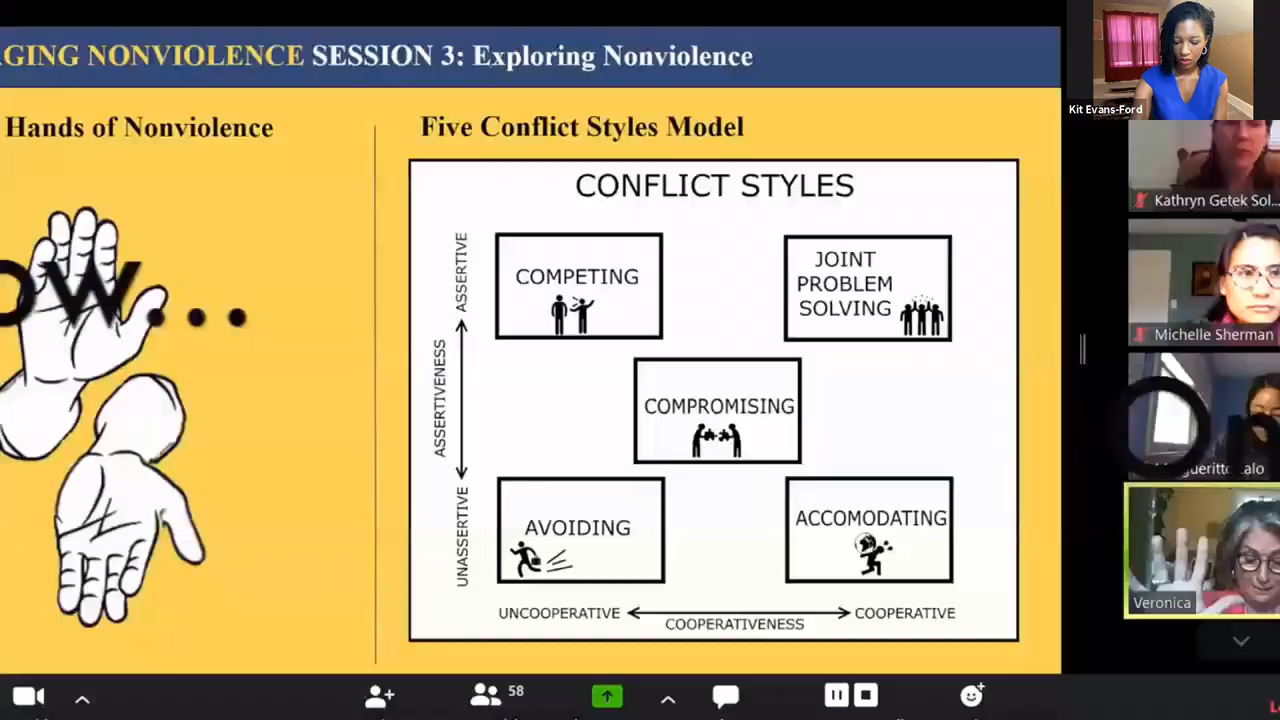 GING NONVIOLENCE SESSION 3: Exploring Nonviolence
Hands of Nonviolence
Five Conflict Styles Model
CONFLICT STYLES
ASSERTIVE
COMPETING
JOINT
PROBLEM
SOLVING
ASSERTIVENESS
COMPROMISING
UNASSERTIVE
AVOIDING
ACCOMODATING
UNCOOPERATIVE
COOPERATIVENESS
COOPERATIVE
ow...
Kit Evans-Ford
Kathryn Getek Sol...
Michelle Sherman
Veronica
58